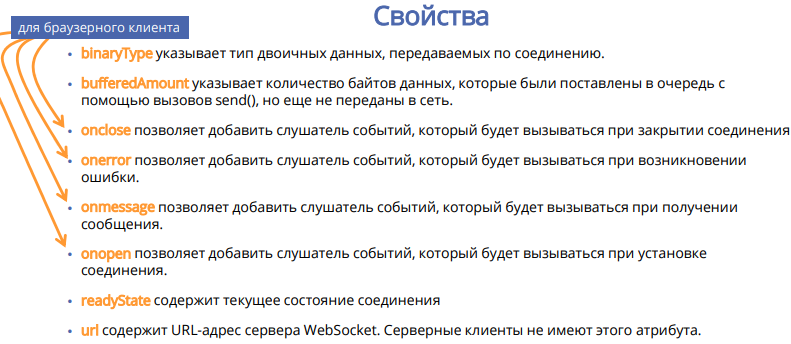 Свойства
для браузерного клиента
• binaryType указывает тип двоичных данных, передаваемых по соединению.
• bufferedAmount указывает количество байтов данных, которые были поставлены в очередь с
помощью вызовов send(), но еще не переданы в сеть.
• onclose позволяет добавить слушатель событий, который будет вызываться при закрытии соединения
• onerror позволяет добавить слушатель событий, который будет вызываться при возникновении
ошибки.
• onmessage позволяет добавить слушатель событий, который будет вызываться при получении
сообщения.
• onopen позволяет добавить слушатель событий, который будет вызываться при установке
соединения.
• readyState содержит текущее состояние соединения
• url содержит URL-адрес сервера WebSocket. Серверные клиенты не имеют этого атрибута.